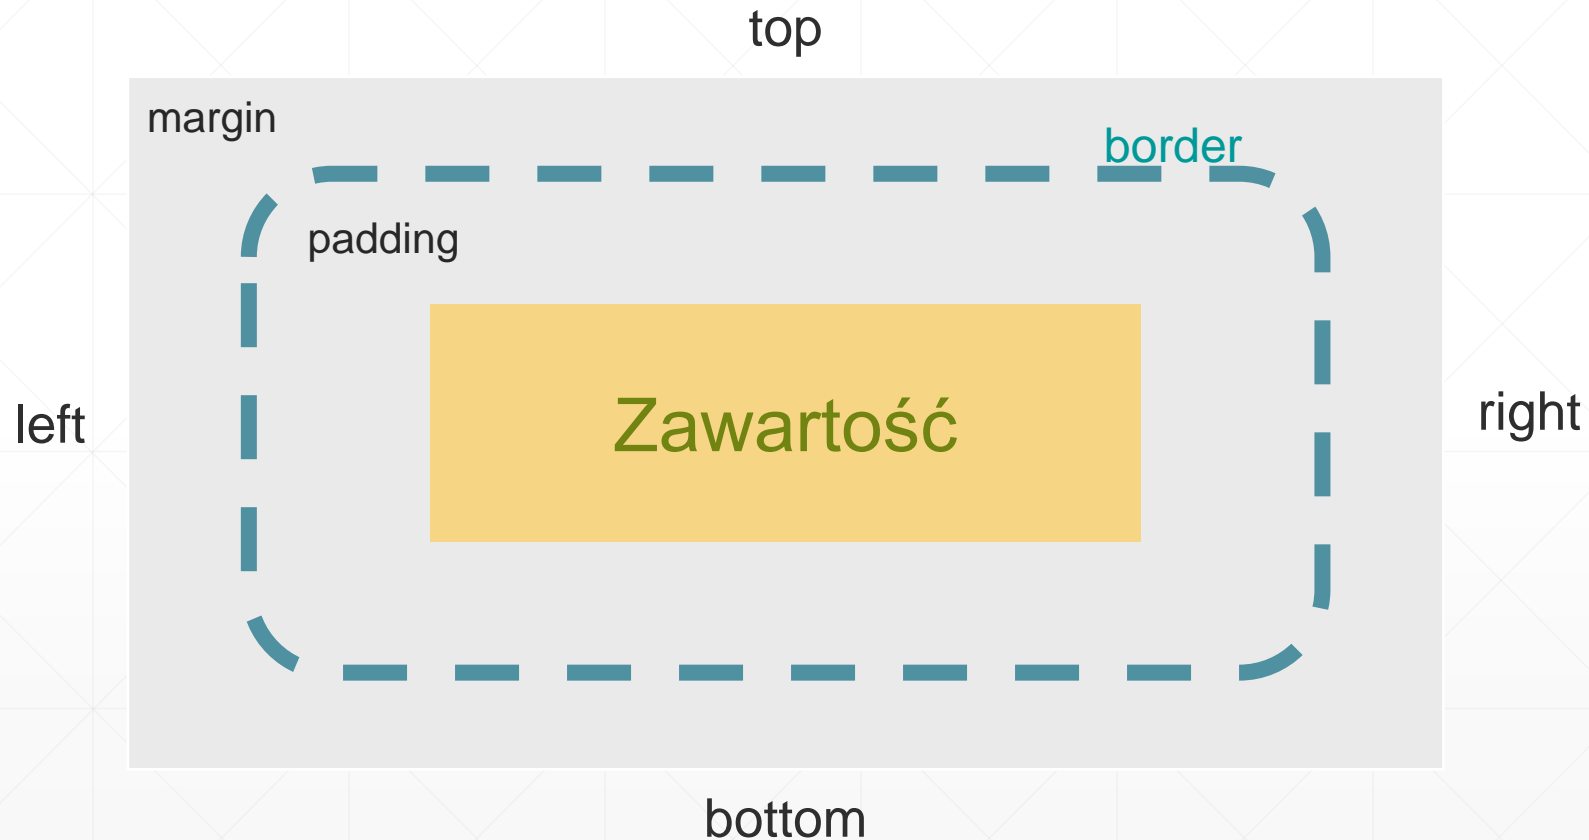 top
margin
border
padding
left
Zawartość
right
bottom